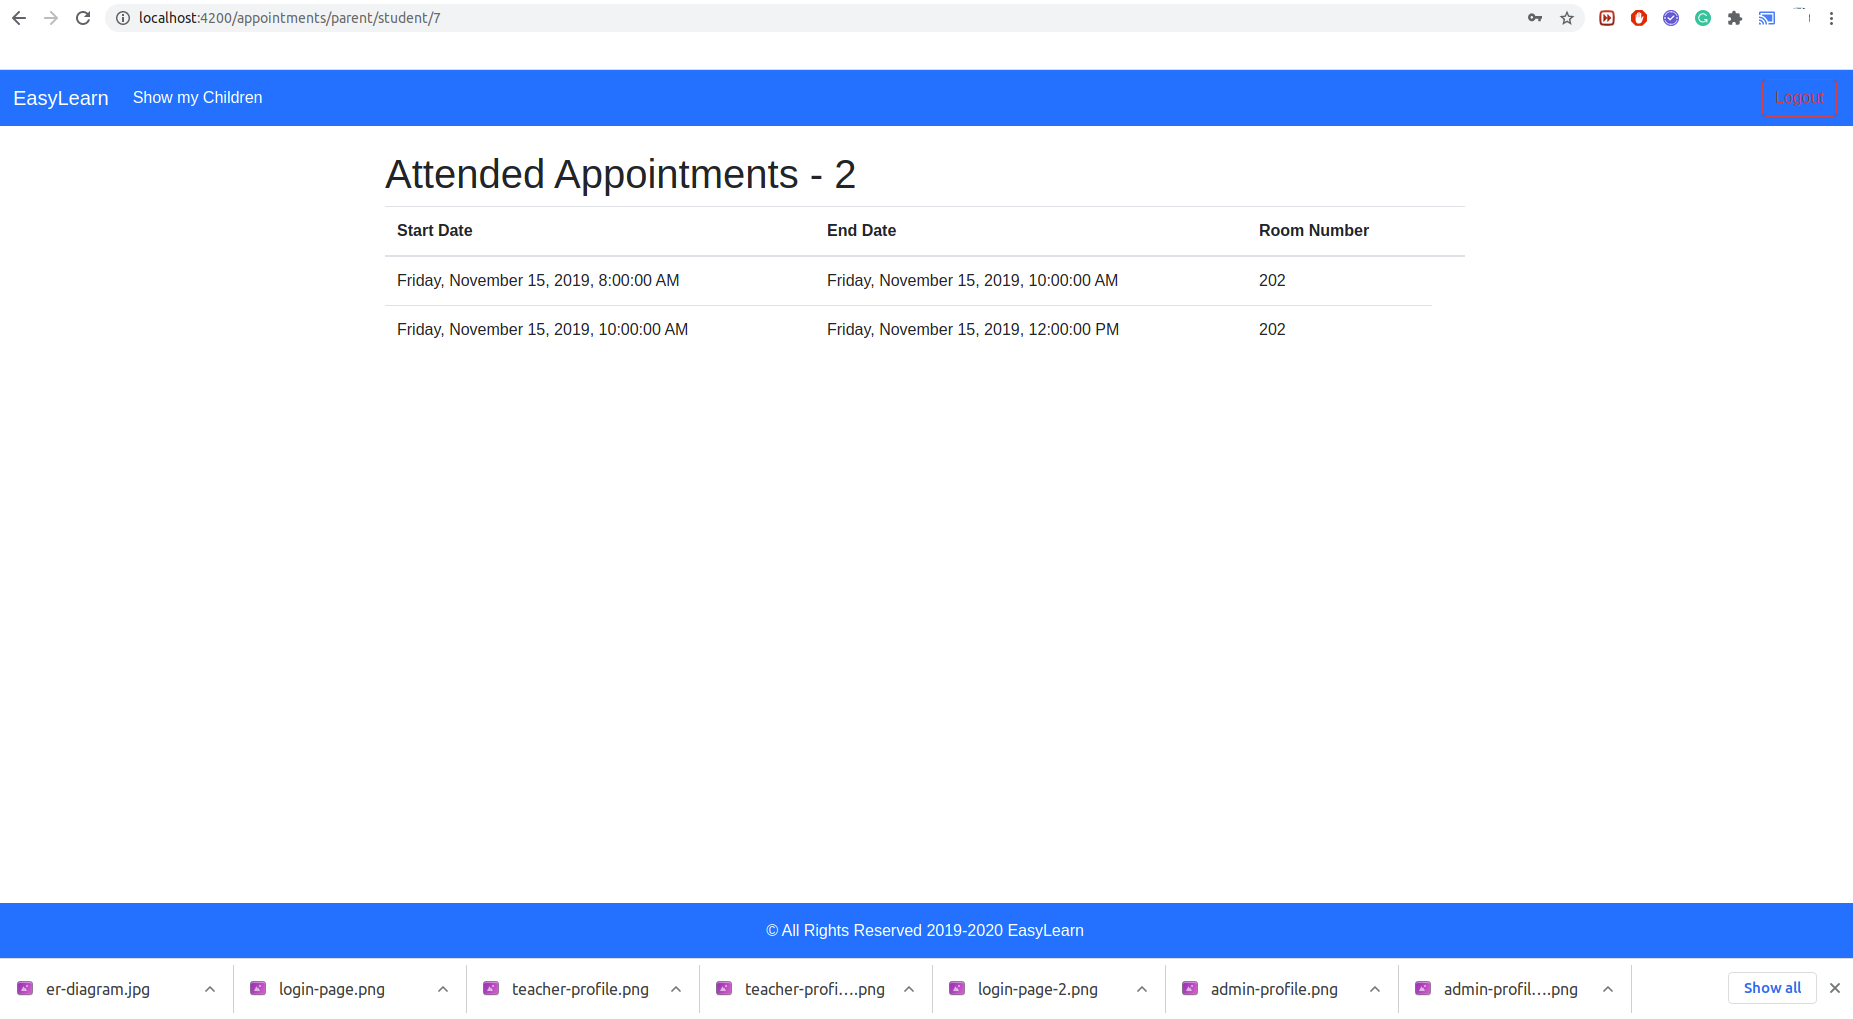 localhost:4200/appointments/parent/student/7
EasyLearn Show my Children Logout
Attended Appointments - 2
Start Date End Date Room Number
Friday, November 15, 2019, 8:00:00 AM Friday, November 15, 2019, 10:00:00 AM 202
Friday, November 15, 2019, 10:00:00 AM Friday, November 15, 2019, 12:00:00 PM 202
© All Rights Reserved 2019-2020 EasyLearn
er-diagram.jpg login-page.png teacher-profile.png teacher-profi....png login-page-2.png admin-profile.png admin-profil....png Show all